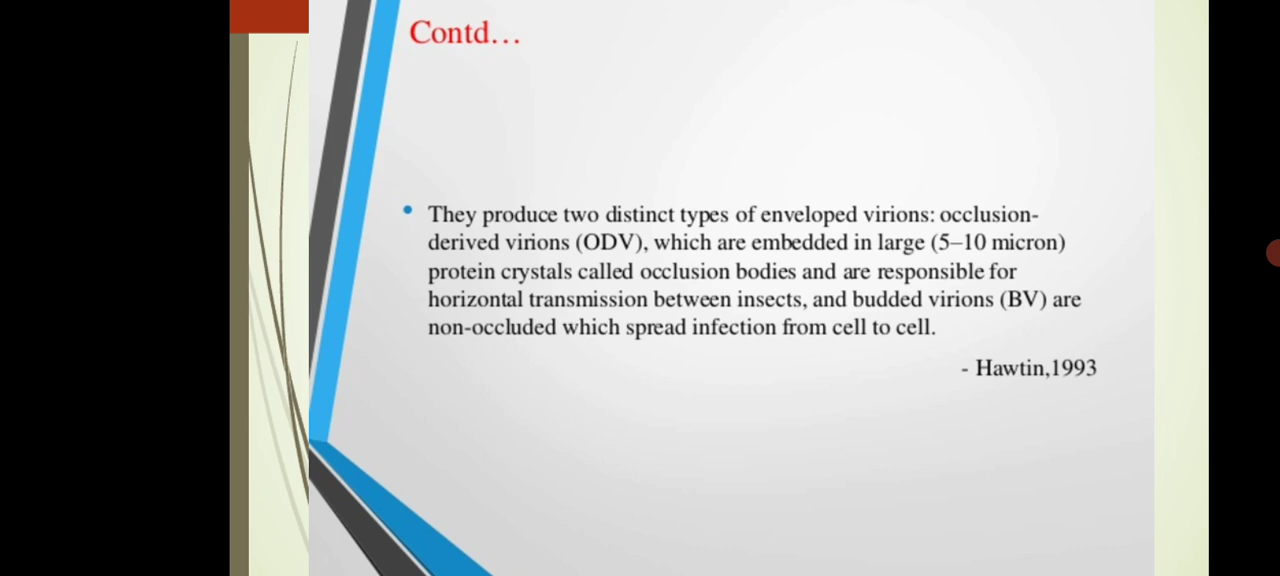 Contd…
• They produce two distinct types of enveloped virions: occlusion-
derived virions (ODV), which are embedded in large (5–10 micron)
protein crystals called occlusion bodies and are responsible for
horizontal transmission between insects, and budded virions (BV) are
non-occluded which spread infection from cell to cell.
- Hawtin,1993